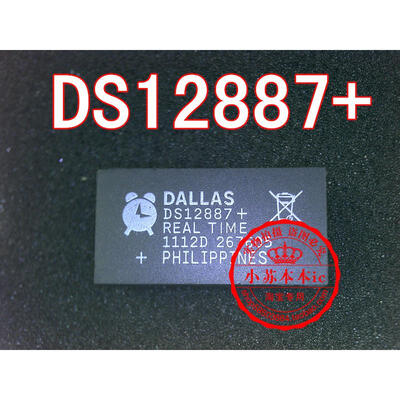 DS12887+
DALLAS
DS12887+
REAL TIME
1112D
+ PHILIPPINES
小苏本本ic